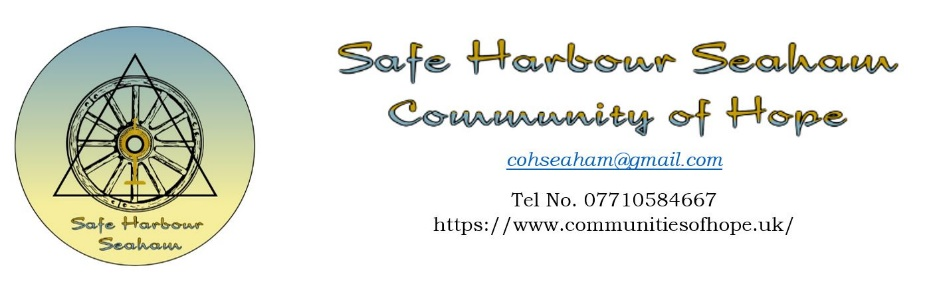 Safe Harbour
Seaham
Safe Harbour Seaham
Community of Hope
cohseaham@gmail.com
Tel No. 07710584667
https://www.communitiesofhope.uk/